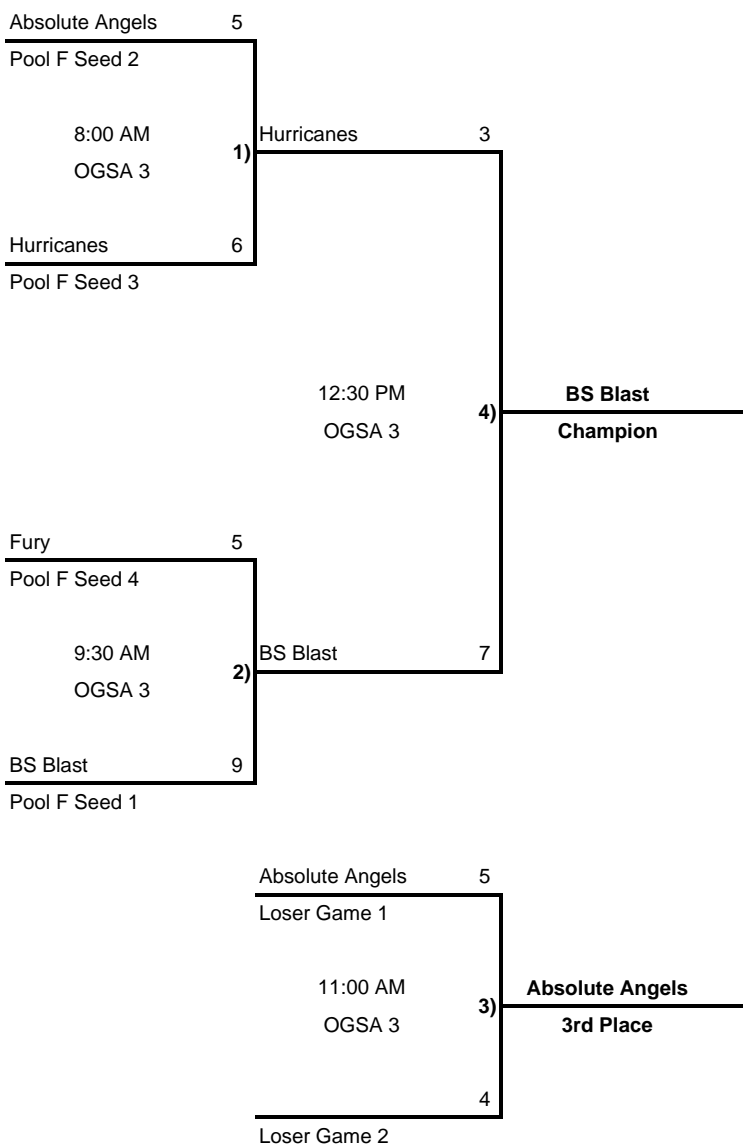 Absolute Angels 5
Pool F Seed 2
8:00 AM
OGSA 3
1)
Hurricanes 3
Hurricanes 6
Pool F Seed 3
12:30 PM
OGSA 3
4)
BS Blast
Champion
Fury 5
Pool F Seed 4
9:30 AM
OGSA 3
2)
BS Blast 7
BS Blast 9
Pool F Seed 1
Absolute Angels 5
Loser Game 1
11:00 AM
OGSA 3
3)
Absolute Angels
3rd Place
4
Loser Game 2